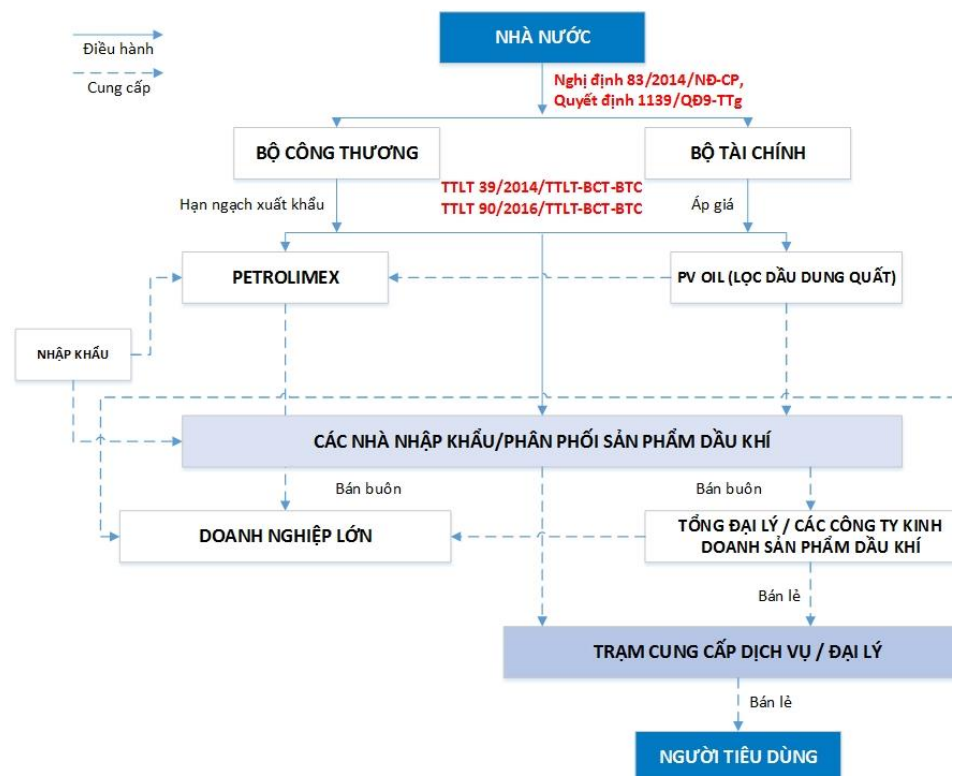 NHÀ NƯỚC
Điều hành
Cung cấp
Nghị định 83/2014/NĐ-CP,
Quyết định 1139/QĐ9-TTg
BỘ CÔNG THƯƠNG
BỘ TÀI CHÍNH
Hạn ngạch xuất khẩu
TTLT 39/2014/TTLT-BCT-BTC
TTLT 90/2016/TTLT-BCT-BTC
Áp giá
PETROLIMEX
PV OIL (LỌC DẦU DUNG QUẤT)
NHẬP KHẨU
CÁC NHÀ NHẬP KHẨU/PHÂN PHỐI SẢN PHẨM DẦU KHÍ
Bán buôn
Bán buôn
DOANH NGHIỆP LỚN
TỔNG ĐẠI LÝ / CÁC CÔNG TY KINH
DOANH SẢN PHẨM DẦU KHÍ
Bán lẻ
TRẠM CUNG CẤP DỊCH VỤ / ĐẠI LÝ
Bán lẻ
NGƯỜI TIÊU DÙNG